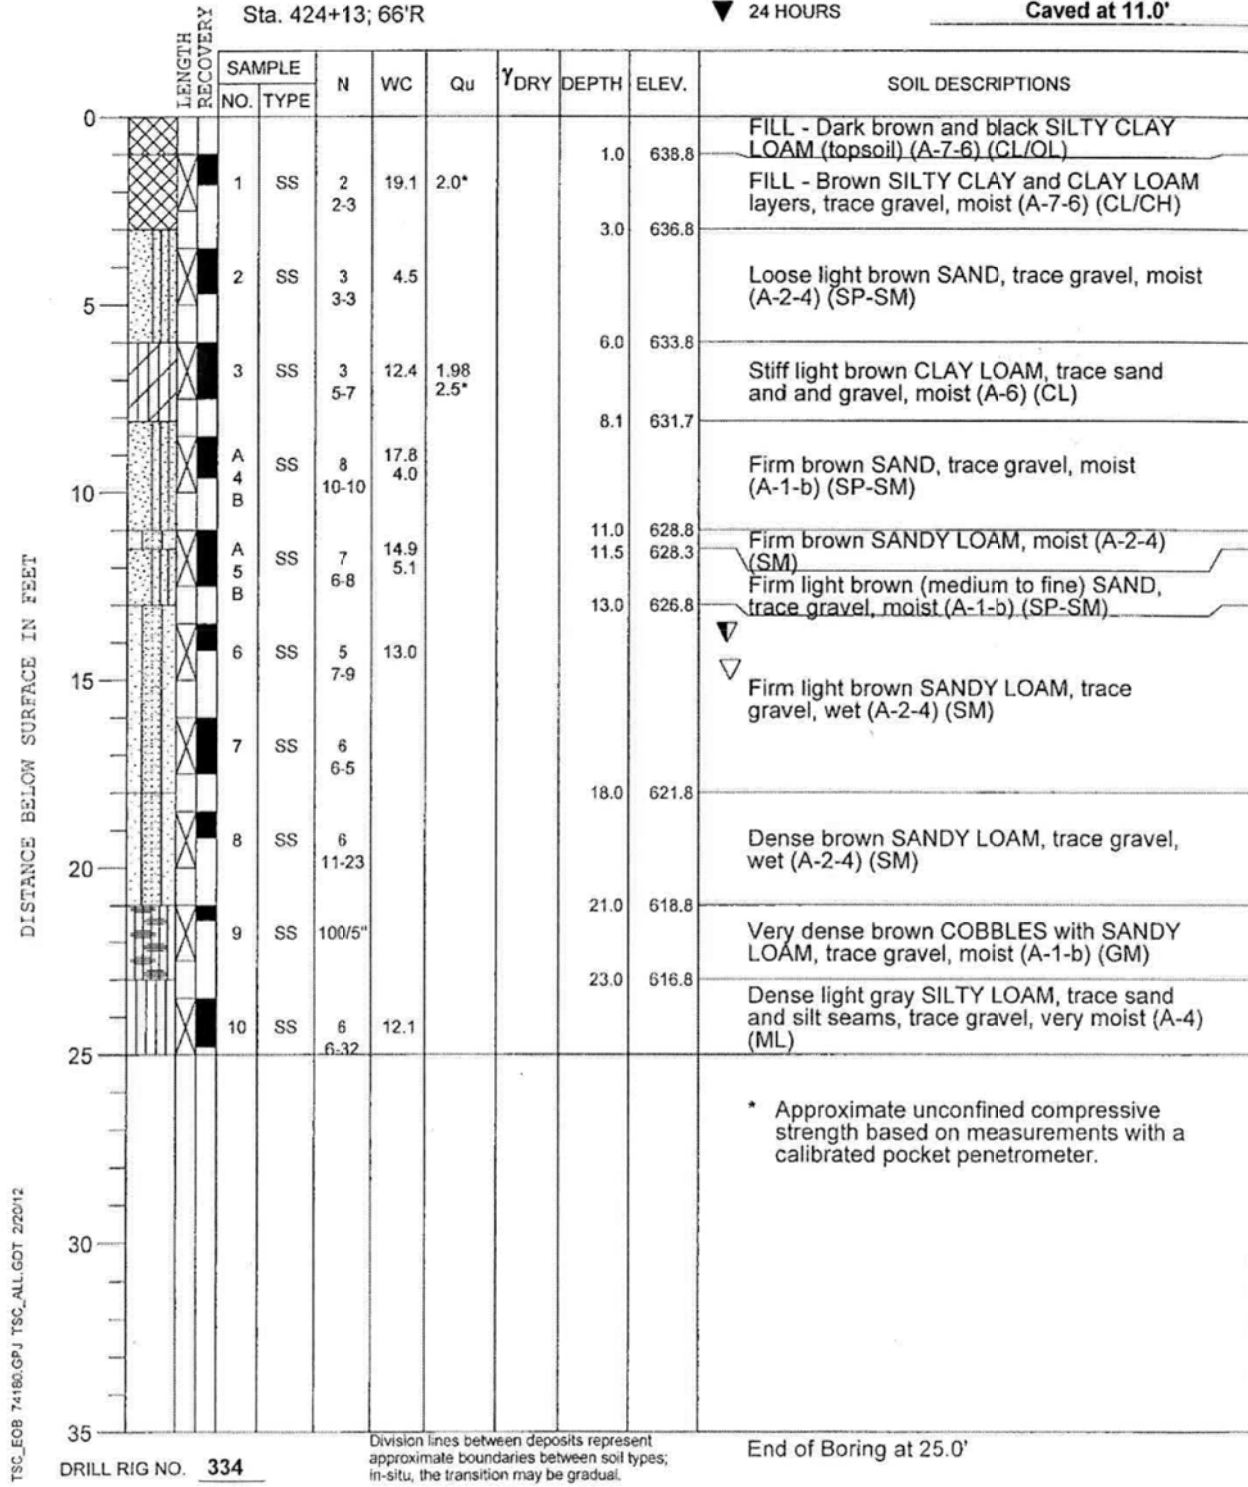 Sta. 424+13; 66'R
▼ 24 HOURS Caved at 11.0'
LENGTH
RECOVERY
SAMPLE
NO. TYPE N WC Qu γDRY DEPTH ELEV. SOIL DESCRIPTIONS
0
FILL - Dark brown and black SILTY CLAY
1.0 638.8 LOAM (topsoil) (A-7-6) (CL/OL)
1 SS 2 19.1 2.0* FILL - Brown SILTY CLAY and CLAY LOAM
2-3 layers, trace gravel, moist (A-7-6) (CL/CH)
3.0 636.8
2 SS 3 4.5 Loose light brown SAND, trace gravel, moist
3-3 (A-2-4) (SP-SM)
5
6.0 633.8
3 SS 3 12.4 1.98 Stiff light brown CLAY LOAM, trace sand
5-7 2.5* and and gravel, moist (A-6) (CL)
8.1 631.7
A 17.8
4 SS 8 4.0 Firm brown SAND, trace gravel, moist
B 10-10 (A-1-b) (SP-SM)
10
11.0 628.8
A 14.9 11.5 628.3 Firm brown SANDY LOAM, moist (A-2-4)
5 SS 7 5.1 (SM)
B 6-8 Firm light brown (medium to fine) SAND,
13.0 626.8 trace gravel, moist (A-1-b) (SP-SM)
6 SS 5 13.0
7-9
15
Firm light brown SANDY LOAM, trace
gravel, wet (A-2-4) (SM)
7 SS 6
6-5
18.0 621.8
8 SS 6 Dense brown SANDY LOAM, trace gravel,
11-23 wet (A-2-4) (SM)
20
21.0 618.8
9 SS 100/5" Very dense brown COBBLES with SANDY
LOAM, trace gravel, moist (A-1-b) (GM)
23.0 616.8
Dense light gray SILTY LOAM, trace sand
10 SS 6 12.1 and silt seams, trace gravel, very moist (A-4)
6-32 (ML)
25
* Approximate unconfined compressive
strength based on measurements with a
calibrated pocket penetrometer.
30
35
DISTANCE BELOW SURFACE IN FEET
TSC_EOB 74180.GPJ TSC_ALL.GDT 2/20/12
DRILL RIG NO. 334
Division lines between deposits represent
approximate boundaries between soil types;
in-situ, the transition may be gradual.
End of Boring at 25.0'